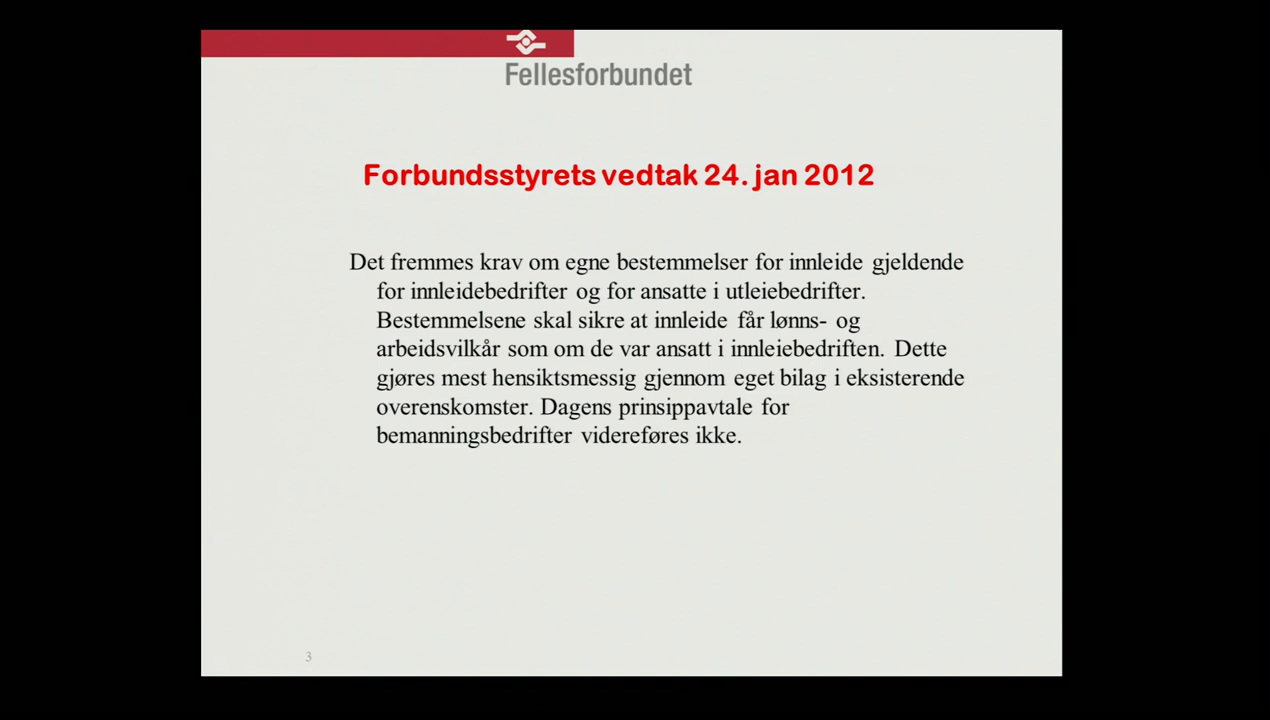 Fellesforbundet
Forbundsstyrets vedtak 24. jan 2012
Det fremmes krav om egne bestemmelser for innleide gjeldende
for innleidebedrifter og for ansatte i utleiebedrifter.
Bestemmelsene skal sikre at innleide får lønns- og
arbeidsvilkår som om de var ansatt i innleiebedriften. Dette
gjøres mest hensiktsmessig gjennom eget bilag i eksisterende
overenskomster. Dagens prinsippavtale for
bemanningsbedrifter videreføres ikke.
3